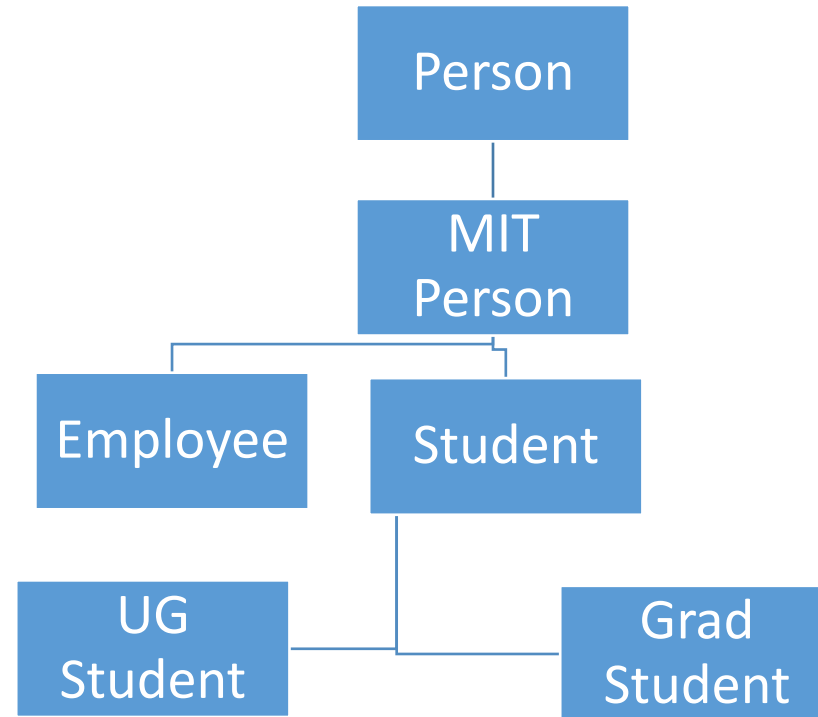 Person
MIT
Person
Employee
Student
UG
Student
Grad
Student